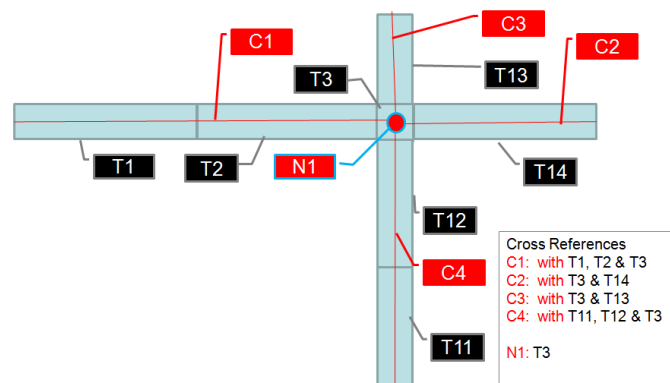 C3
C1
C2
T3
T13
T1
T2
N1
T14
T12
C4
T11
Cross References
C1: with T1, T2 & T3
C2: with T3 & T14
C3: with T3 & T13
C4: with T11, T12 & T3
N1: T3